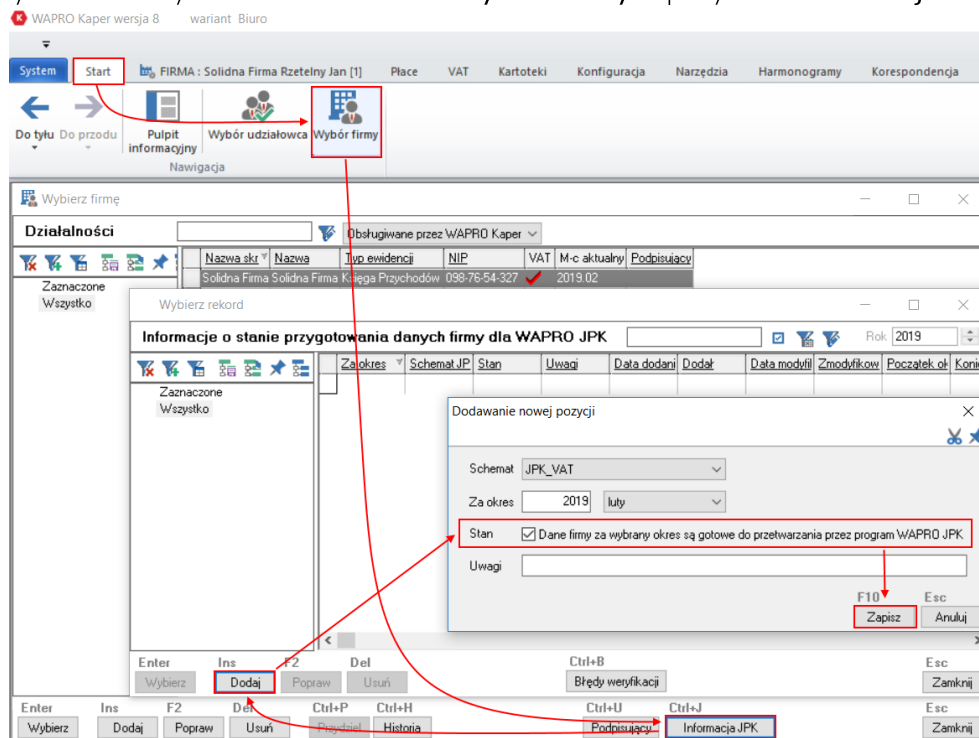 WAPRO Kaper wersja 8 wariant Biuro
System Start FIRMA : Solidna Firma Rzetelny Jan [1] Płace VAT Kartoteki Konfiguracja Narzędzia Harmonogramy Korespondencja
Do tyłu Do przodu Pulpit informacyjny Wybór udziałowca Wybór firmy
Nawigacja
Wybierz firmę
Działalności Obsługiwane przez WAPRO Kaper
Nazwa skr Nazwa Typ ewidencji NIP VAT M-c aktualny Podpisujący
Solidna Firma Solidna Firma Księga Przychodów 098-76-54-327 2019.02
Zaznaczone
Wszystko
Wybierz rekord
Informacje o stanie przygotowania danych firmy dla WAPRO JPK Rok 2019
Za okres Schemat JP Stan Uwagi Data dodani Dodał Data modyfil Zmodyfikow Początek ok Konie
Zaznaczone
Wszystko
Dodawanie nowej pozycji
Schemat JPK_VAT
Za okres 2019 luty
Stan Dane firmy za wybrany okres są gotowe do przetwarzania przez program WAPRO JPK
Uwagi
F10 Esc
Zapisz Anuluj
Enter Ins F2 Del Ctrl+B Esc
Wybierz Dodaj Popraw Usuń Błędy weryfikacji Zamknij
Enter Ins F2 Del Ctrl+P Ctrl+H Ctrl+U Ctrl+J Esc
Wybierz Dodaj Popraw Usuń Przydziel Historia Podpisujący Informacja JPK Zamknij